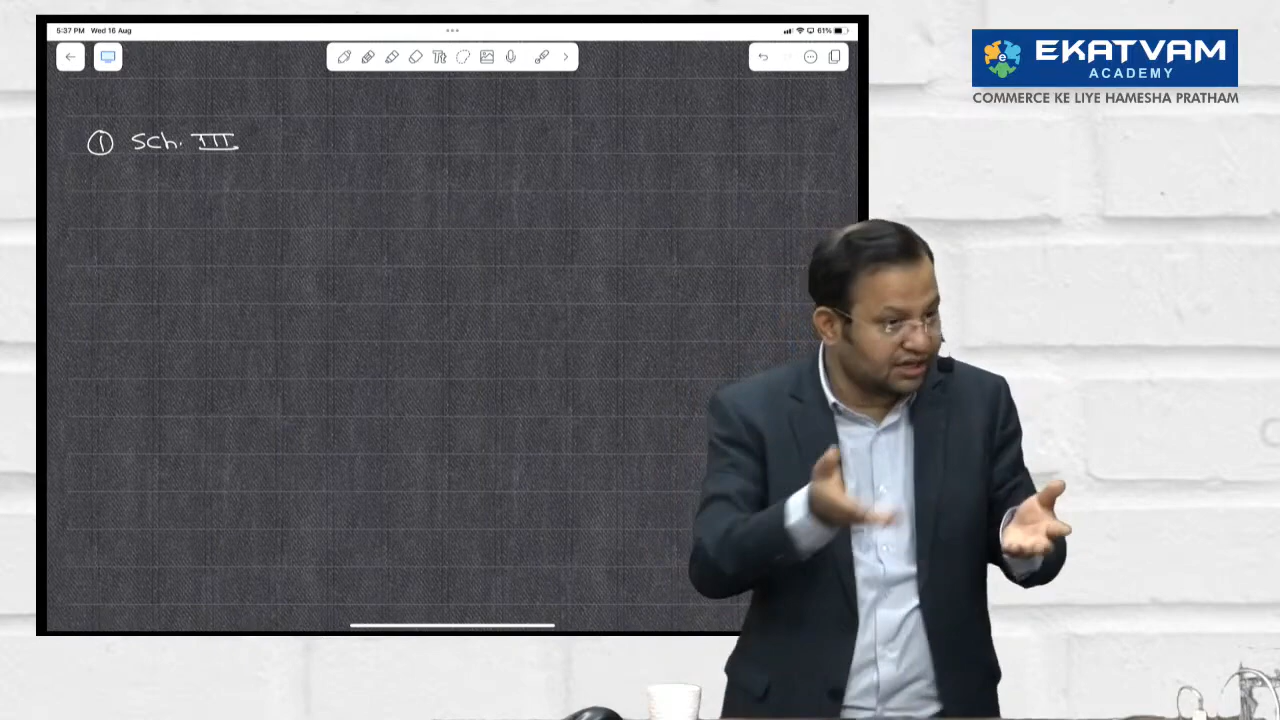 5:37 PM Wed 16 Aug
61%
① Sch. III
EKATVAM
ACADEMY
COMMERCE KE LIYE HAMESHA PRATHAM